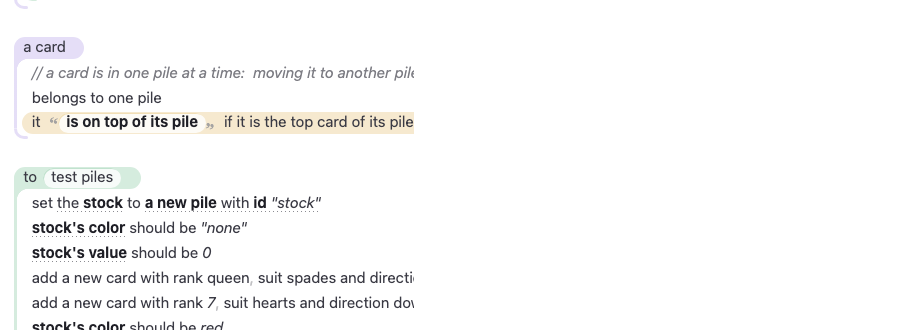 a card
// a card is in one pile at a time: moving it to another pile
belongs to one pile
it “ is on top of its pile ” if it is the top card of its pile
to test piles
set the stock to a new pile with id "stock"
stock's color should be "none"
stock's value should be 0
add a new card with rank queen, suit spades and directi
add a new card with rank 7, suit hearts and direction dov
stock's color should be red